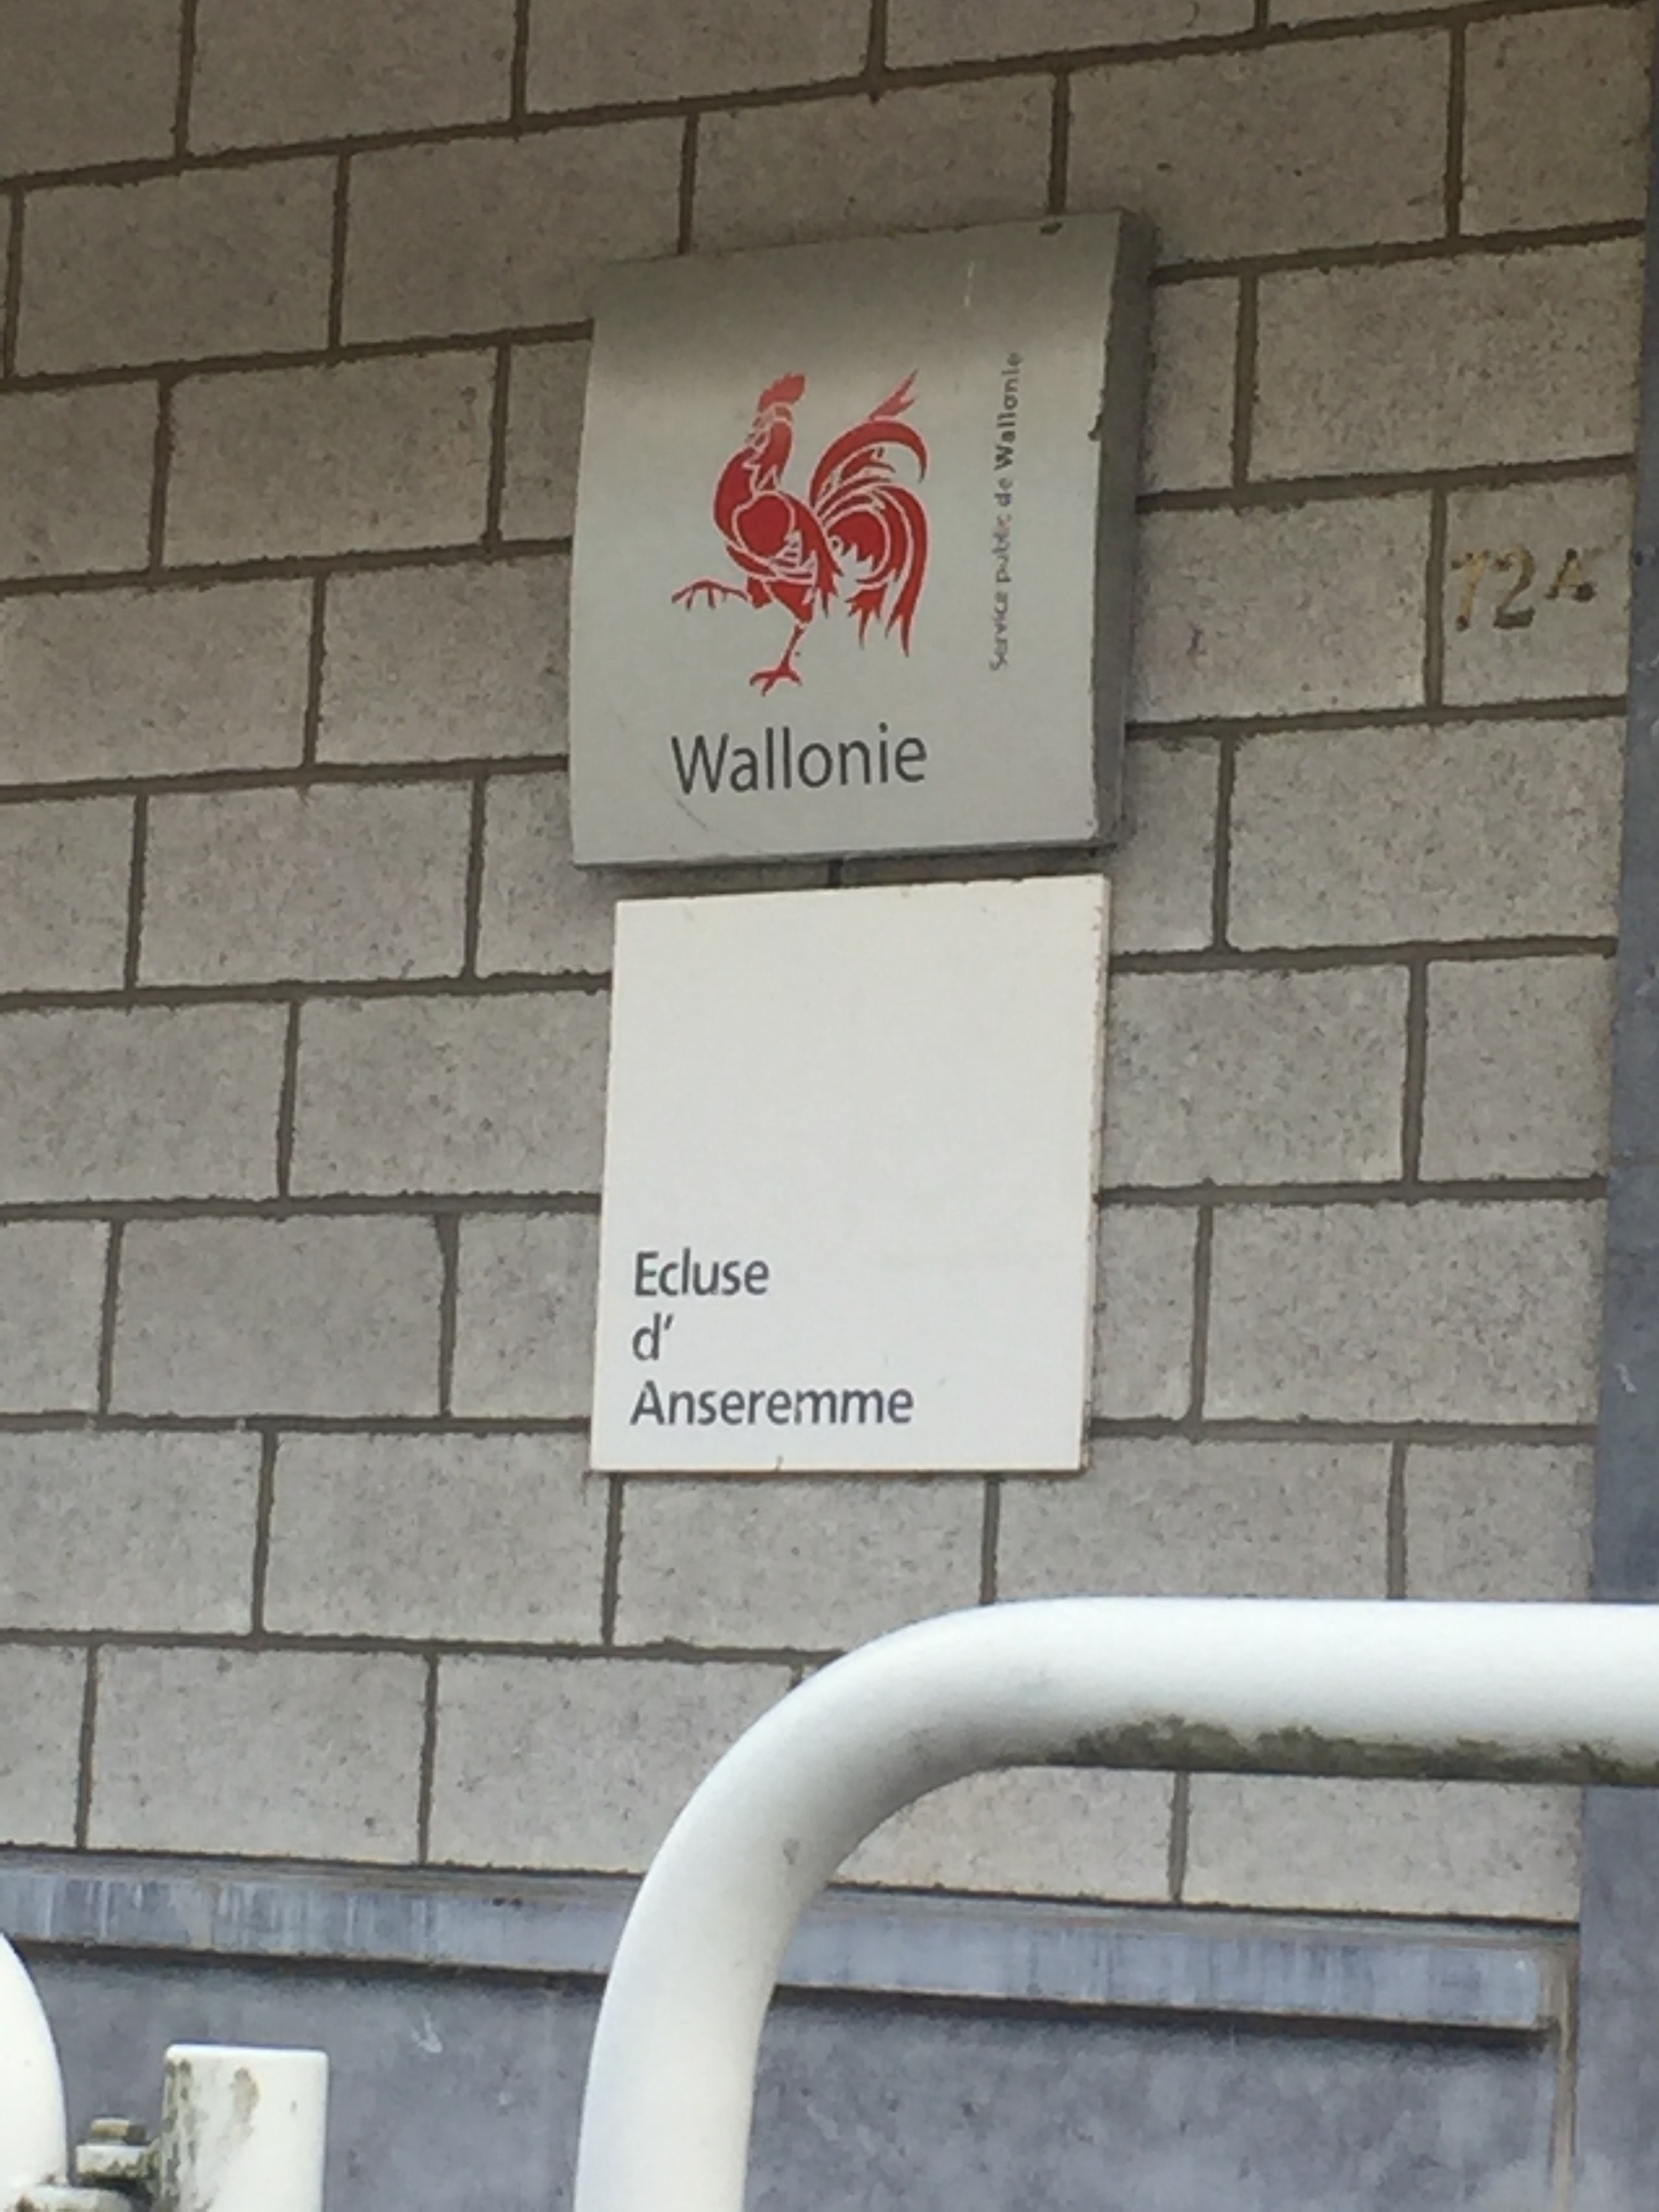 Service public de Wallonie
Wallonie
72A
Ecluse
d'
Anseremme